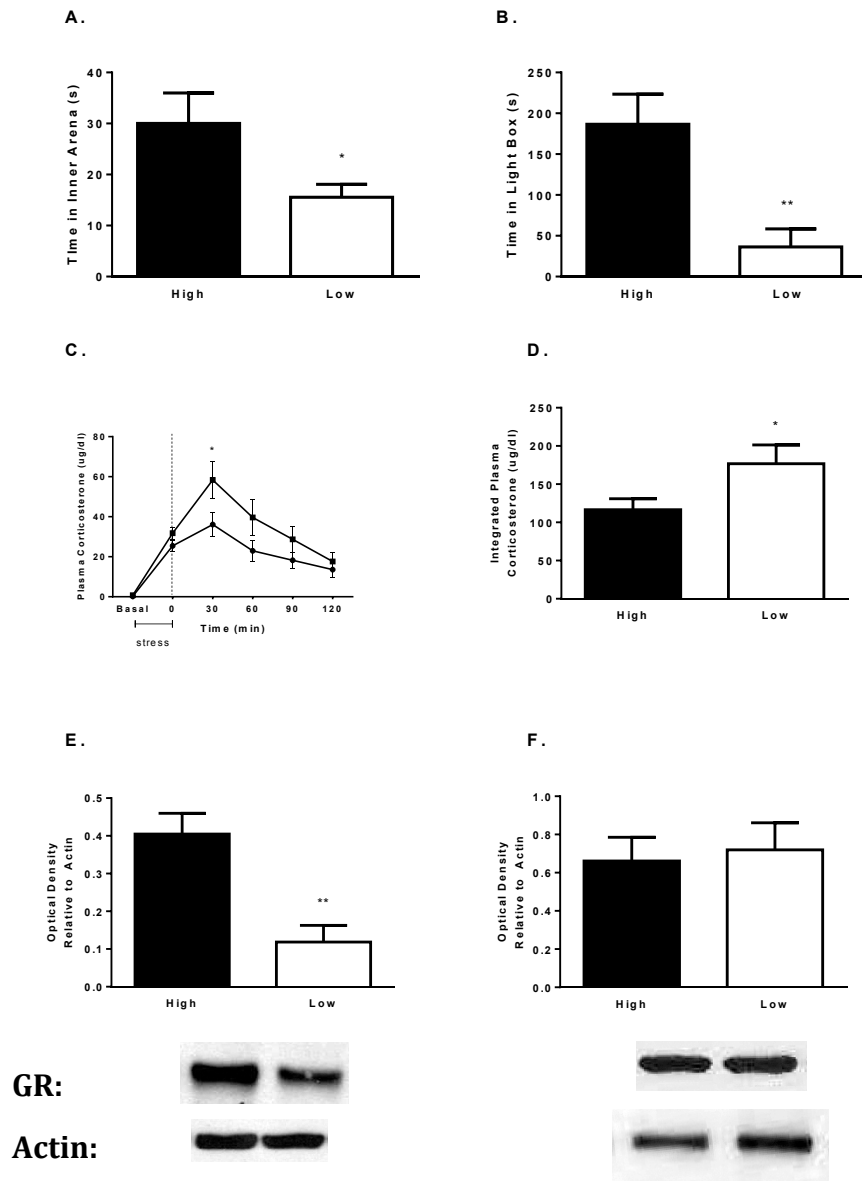 A.
B.
Time in Inner Arena (s)
40
30
20
10
0
*
High
Low
Time in Light Box (s)
250
200
150
100
50
0
**
High
Low
C.
D.
Plasma Corticosterone (ug/dl)
80
60
40
20
0
*
Basal
0
30
60
90
120
Time (min)
stress
Integrated Plasma
Corticosterone (ug/dl)
250
200
150
100
50
0
*
High
Low
E.
F.
Optical Density
Relative to Actin
0.5
0.4
0.3
0.2
0.1
0.0
**
High
Low
Optical Density
Relative to Actin
1.0
0.8
0.6
0.4
0.2
0.0
High
Low
GR:
Actin: